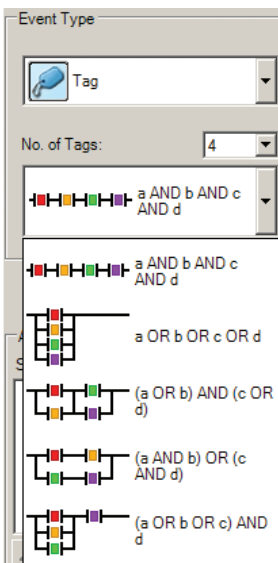 Event Type
Tag
No. of Tags:
4
a AND b AND c
AND d
a AND b AND c
AND d
a OR b OR c OR d
(a OR b) AND (c OR
d)
(a AND b) OR (c
AND d)
(a OR b OR c) AND
d